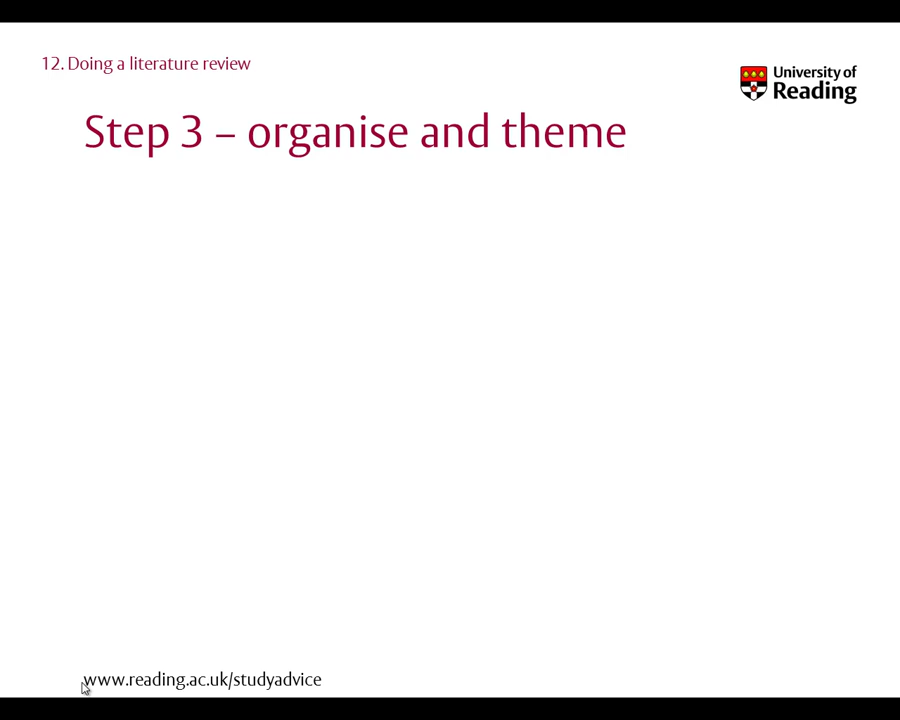 12. Doing a literature review
University of
Reading
Step 3 – organise and theme
www.reading.ac.uk/studyadvice